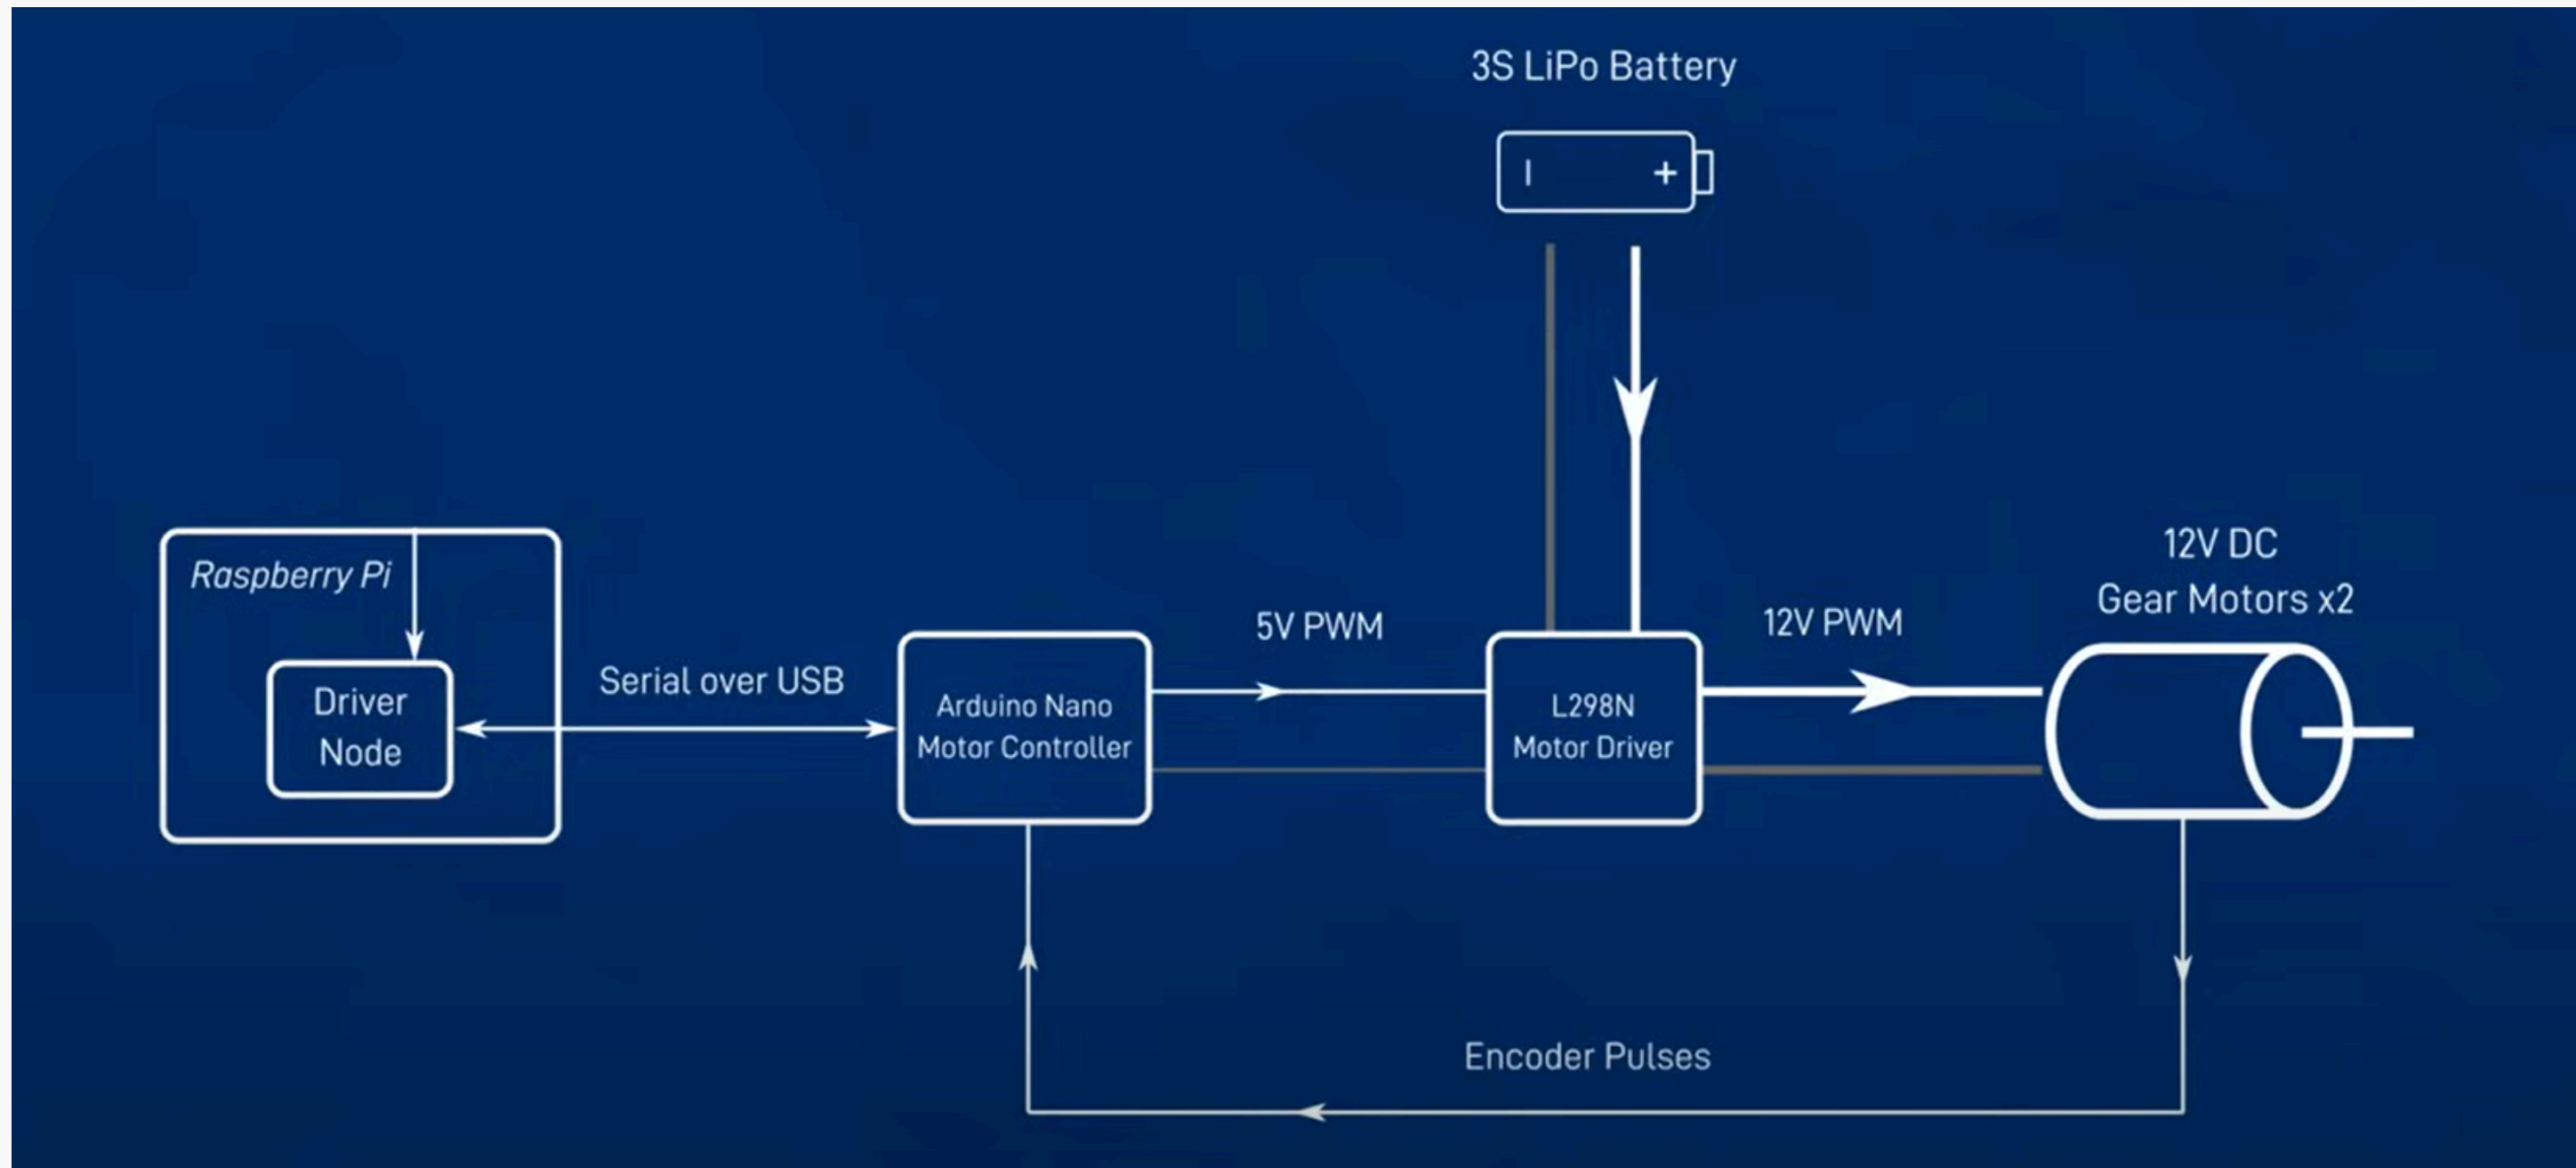 3S LiPo Battery
+
Raspberry Pi
Driver
Node
Serial over USB
Arduino Nano
Motor Controller
5V PWM
L298N
Motor Driver
12V PWM
12V DC
Gear Motors x2
Encoder Pulses